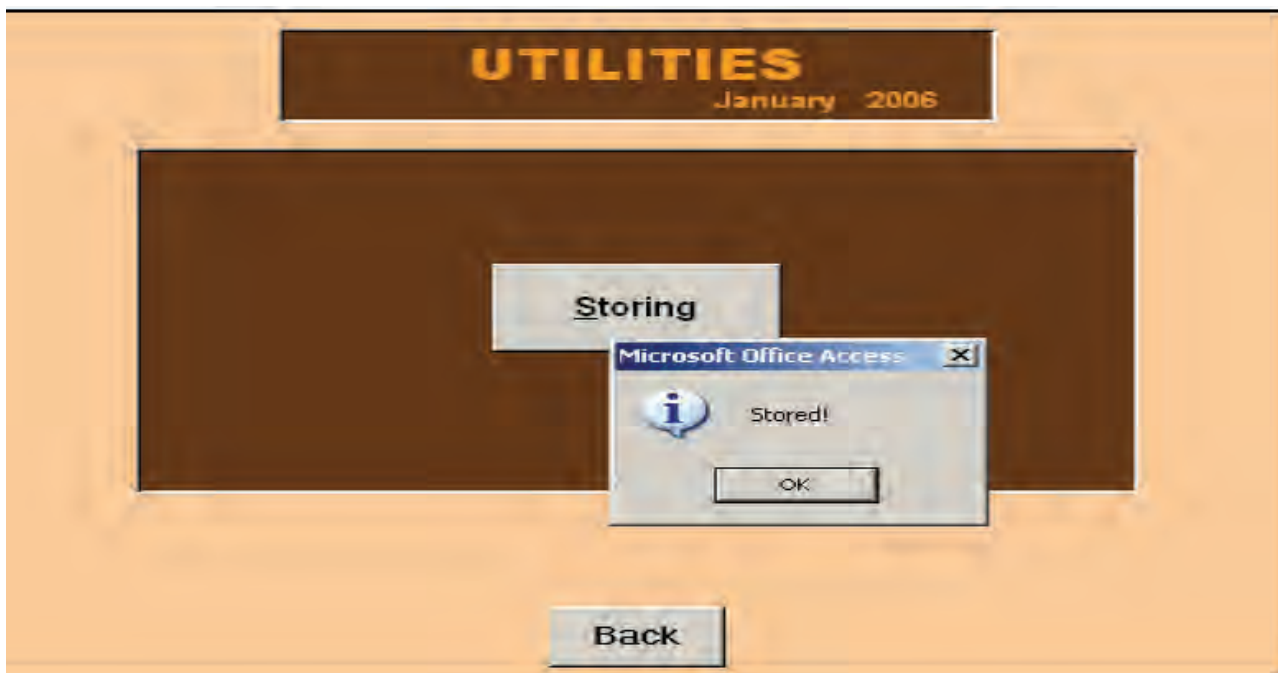 UTILITIES
January 2006
Storing
Microsoft Office Access
Stored!
OK
Back